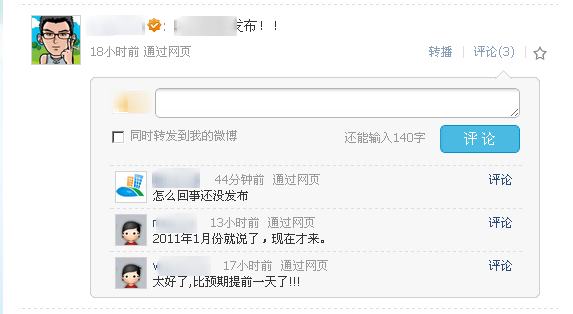 发布！！
18小时前 通过网页 转播 评论(3)
同时转发到我的微博 还能输入140字 评论
44分钟前 通过网页 评论
怎么回事还没发布
13小时前 通过网页 评论
2011年1月份就说了，现在才来。
17小时前 通过网页 评论
太好了,比预期提前一天了!!!